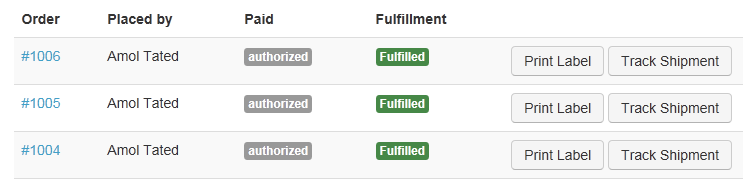 Order Placed by Paid Fulfillment
#1006 Amol Tated authorized Fulfilled Print Label Track Shipment
#1005 Amol Tated authorized Fulfilled Print Label Track Shipment
#1004 Amol Tated authorized Fulfilled Print Label Track Shipment